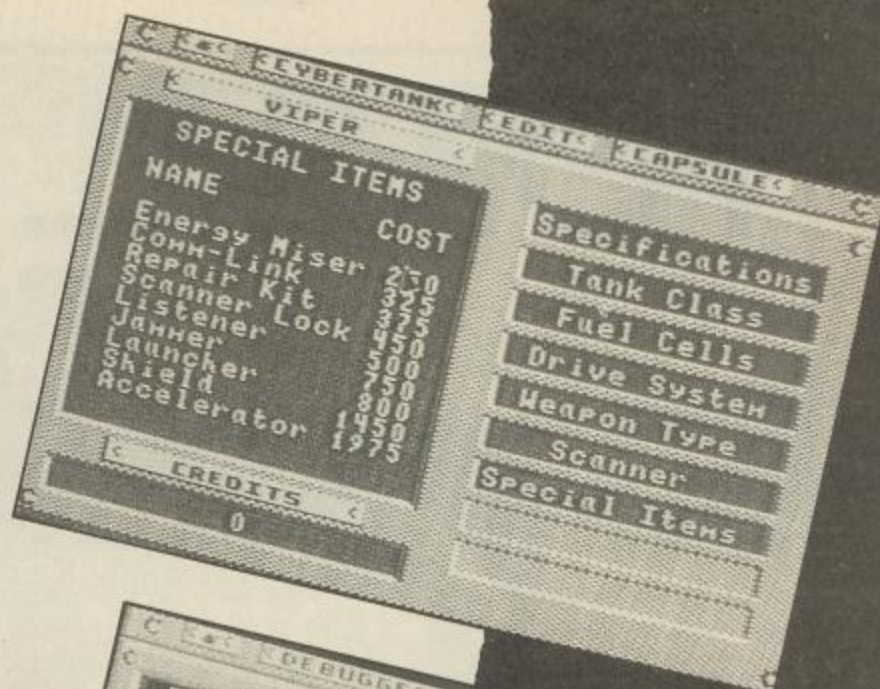 CYBERTANK EDIT CAPSULE
VIPER
SPECIAL ITEMS
NAME COST
Energy Miser 250
Comm-Link 325
Repair Kit 375
Scanner Lock 450
Listener 500
Jammer 750
Launcher 800
Shield 1450
Accelerator 1975
CREDITS
0
Specifications
Tank Class
Fuel Cells
Drive System
Weapon Type
Scanner
Special Items